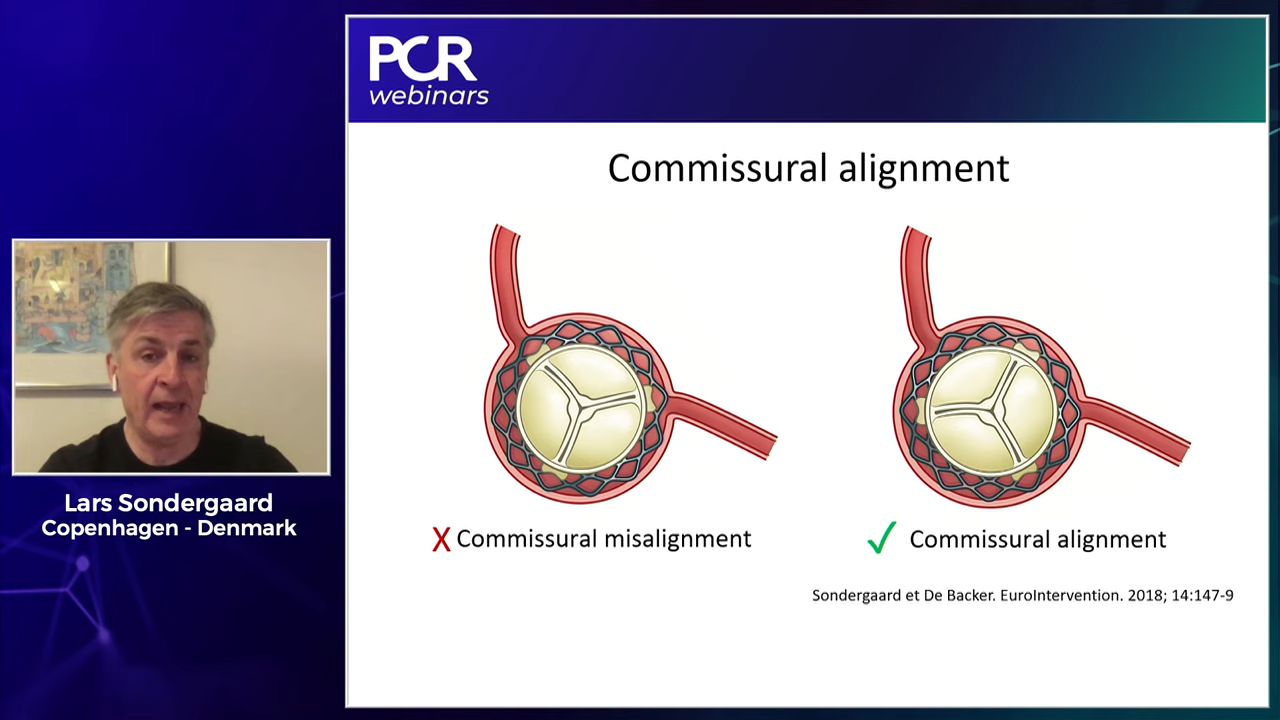 PCR
webinars
Commissural alignment
X Commissural misalignment
✓ Commissural alignment
Sondergaard et De Backer. EuroIntervention. 2018; 14:147-9
Lars Sondergaard
Copenhagen - Denmark